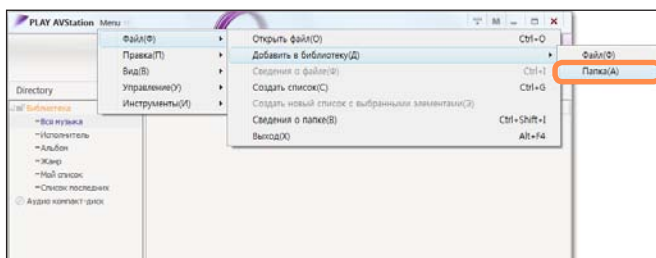 PLAY AVStation Menu
Файл(Ф)
Правка(П)
Вид(В)
Управление(У)
Инструменты(И)
Открыть файл(О) Ctrl+O
Добавить в библиотеку(Д)
Сведения о файле(Ф) Ctrl+I
Создать список(С) Ctrl+G
Создать новый список с выбранными элементами(Э)
Сведения о папке(В) Ctrl+Shift+I
Выход(Х) Alt+F4
Файл(Ф)
Папка(А)
Directory
Библиотека
Вся музыка
Исполнитель
Альбом
Жанр
Мой список
Список последних
Аудио компакт-диск